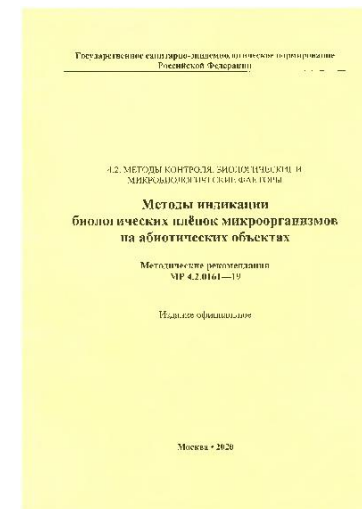 Государственное санитарно-эпидемиологическое нормирование
Российской Федерации
4.2. МЕТОДЫ КОНТРОЛЯ. БИОЛОГИЧЕСКИЕ И
МИКРОБИОЛОГИЧЕСКИЕ ФАКТОРЫ
Методы индикации
биологических плёнок микроорганизмов
на абиотических объектах
Методические рекомендации
МР 4.2.0161—19
Издание официальное
Москва • 2020